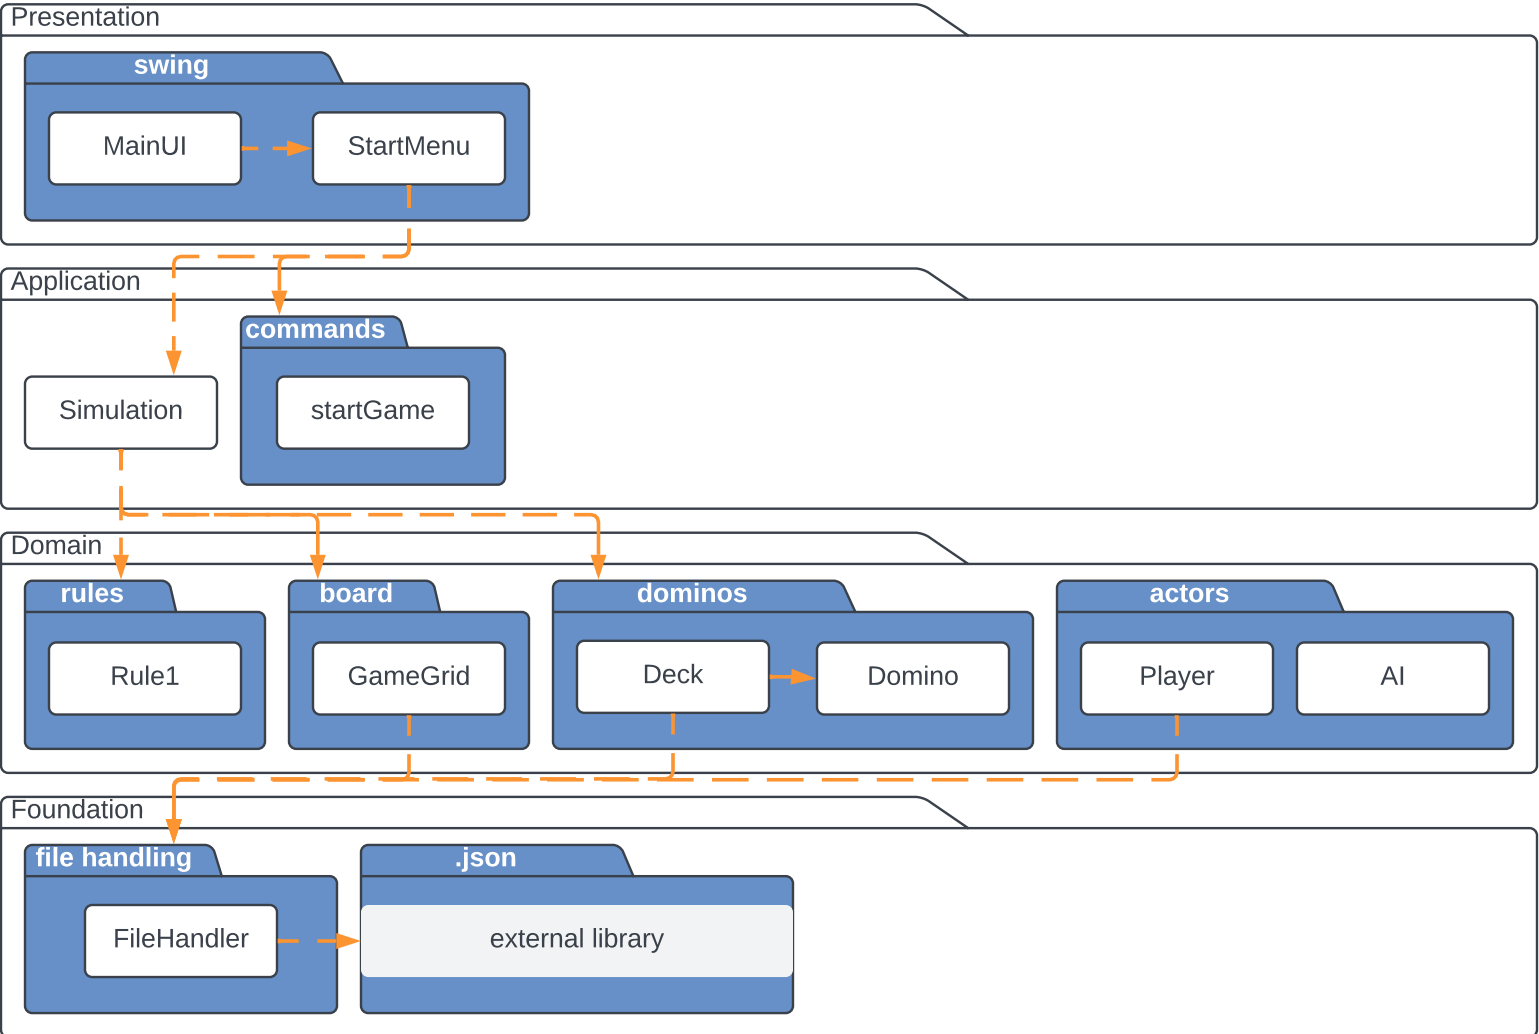 Presentation
swing
MainUI
StartMenu
Application
commands
Simulation
startGame
Domain
rules
board
dominos
actors
Rule1
GameGrid
Deck
Domino
Player
AI
Foundation
file handling
.json
FileHandler
external library